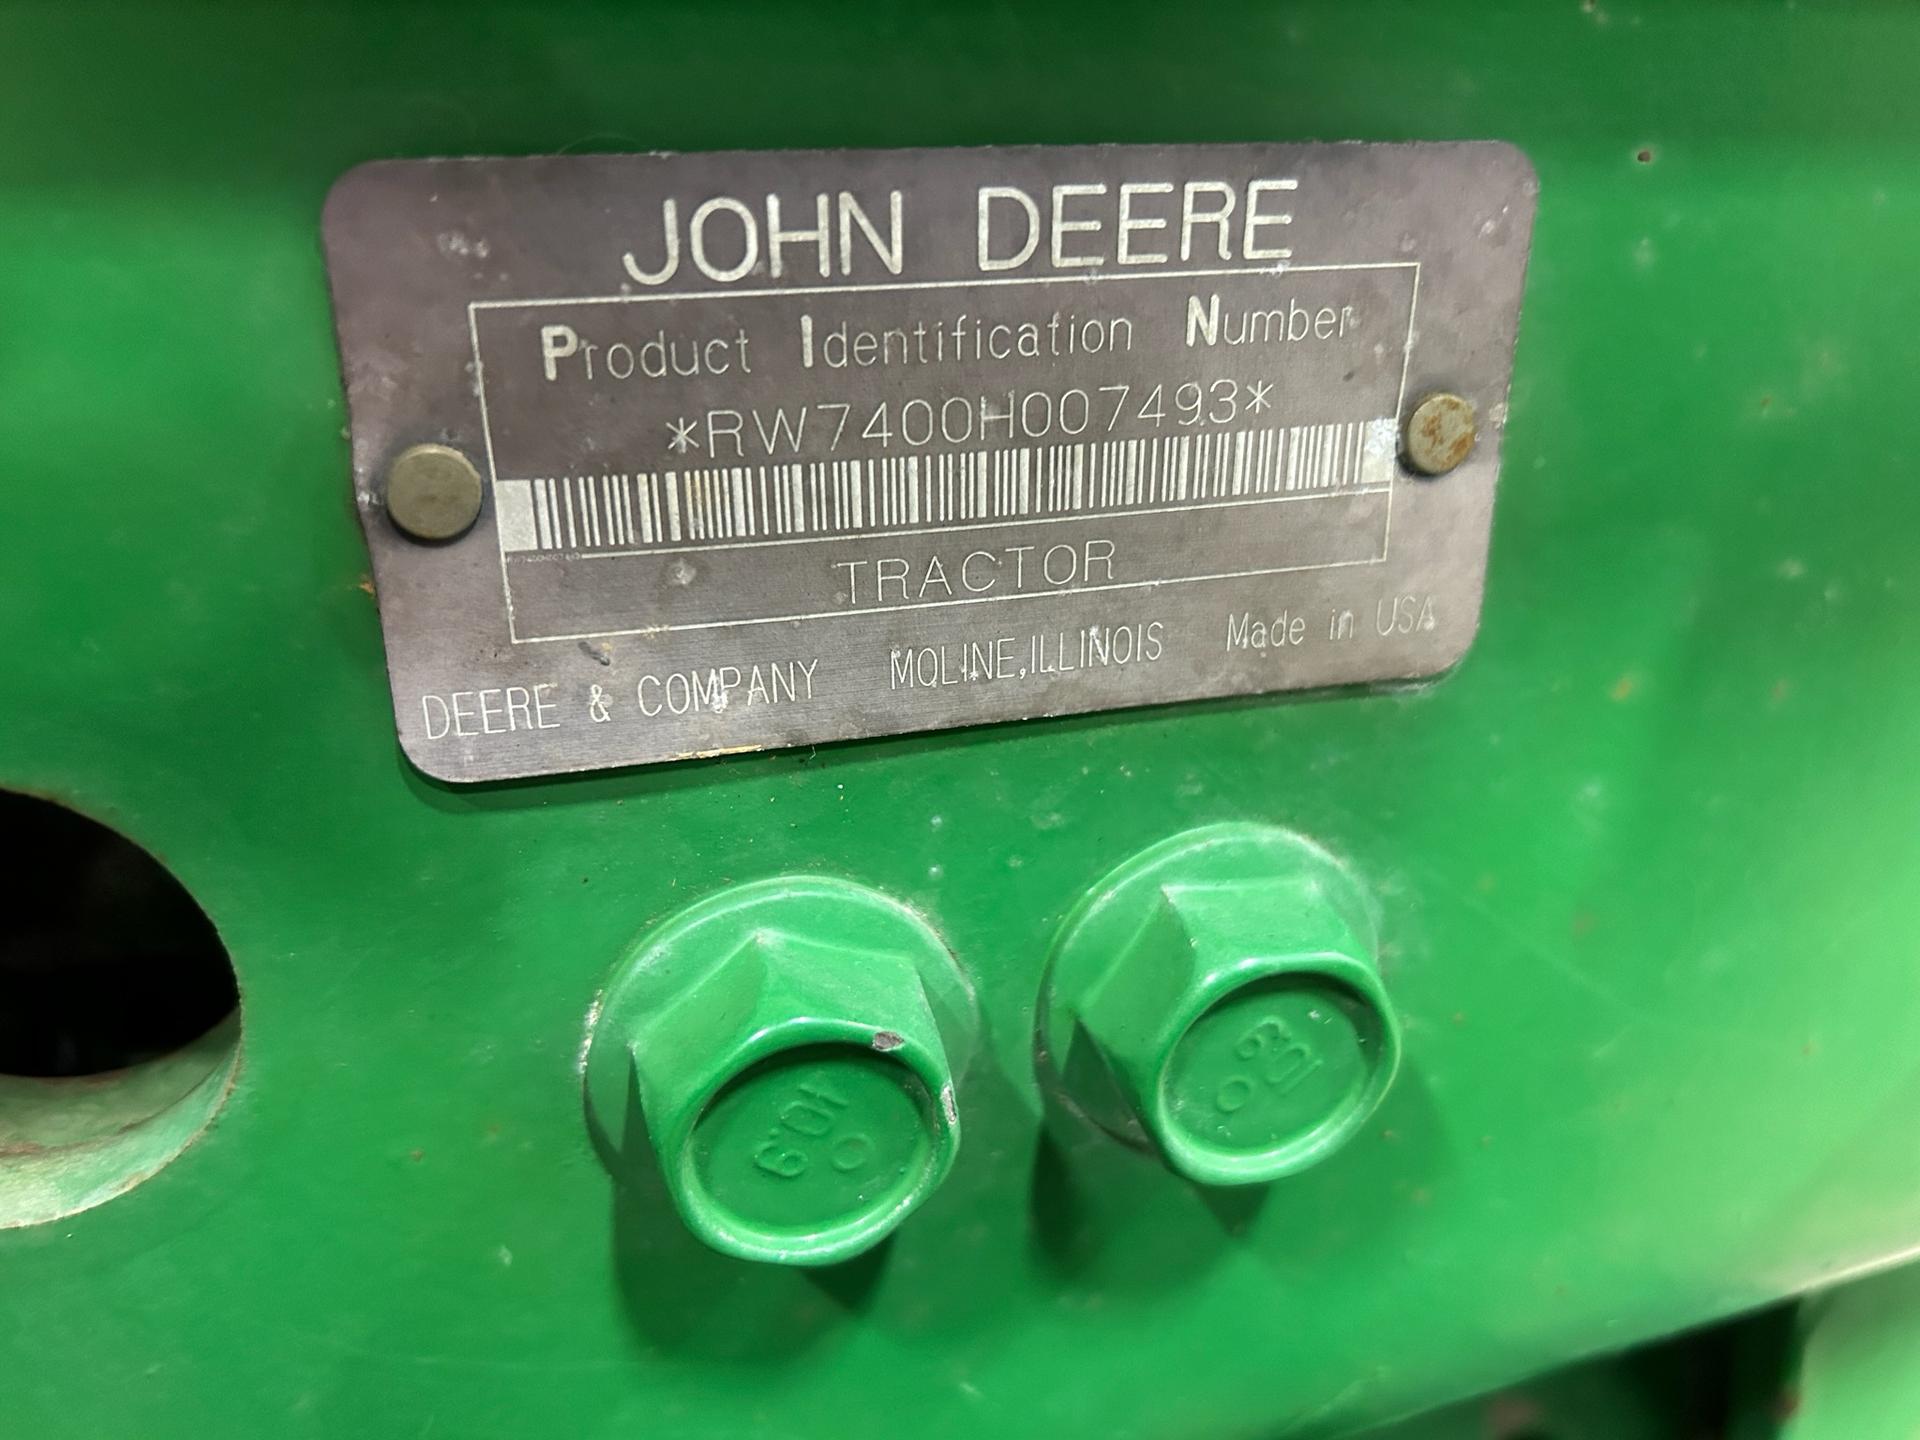 JOHN DEERE
Product Identification Number
*RW7400H007493*
TRACTOR
DEERE & COMPANY MOLINE, ILLINOIS Made in USA
10.9
10.9